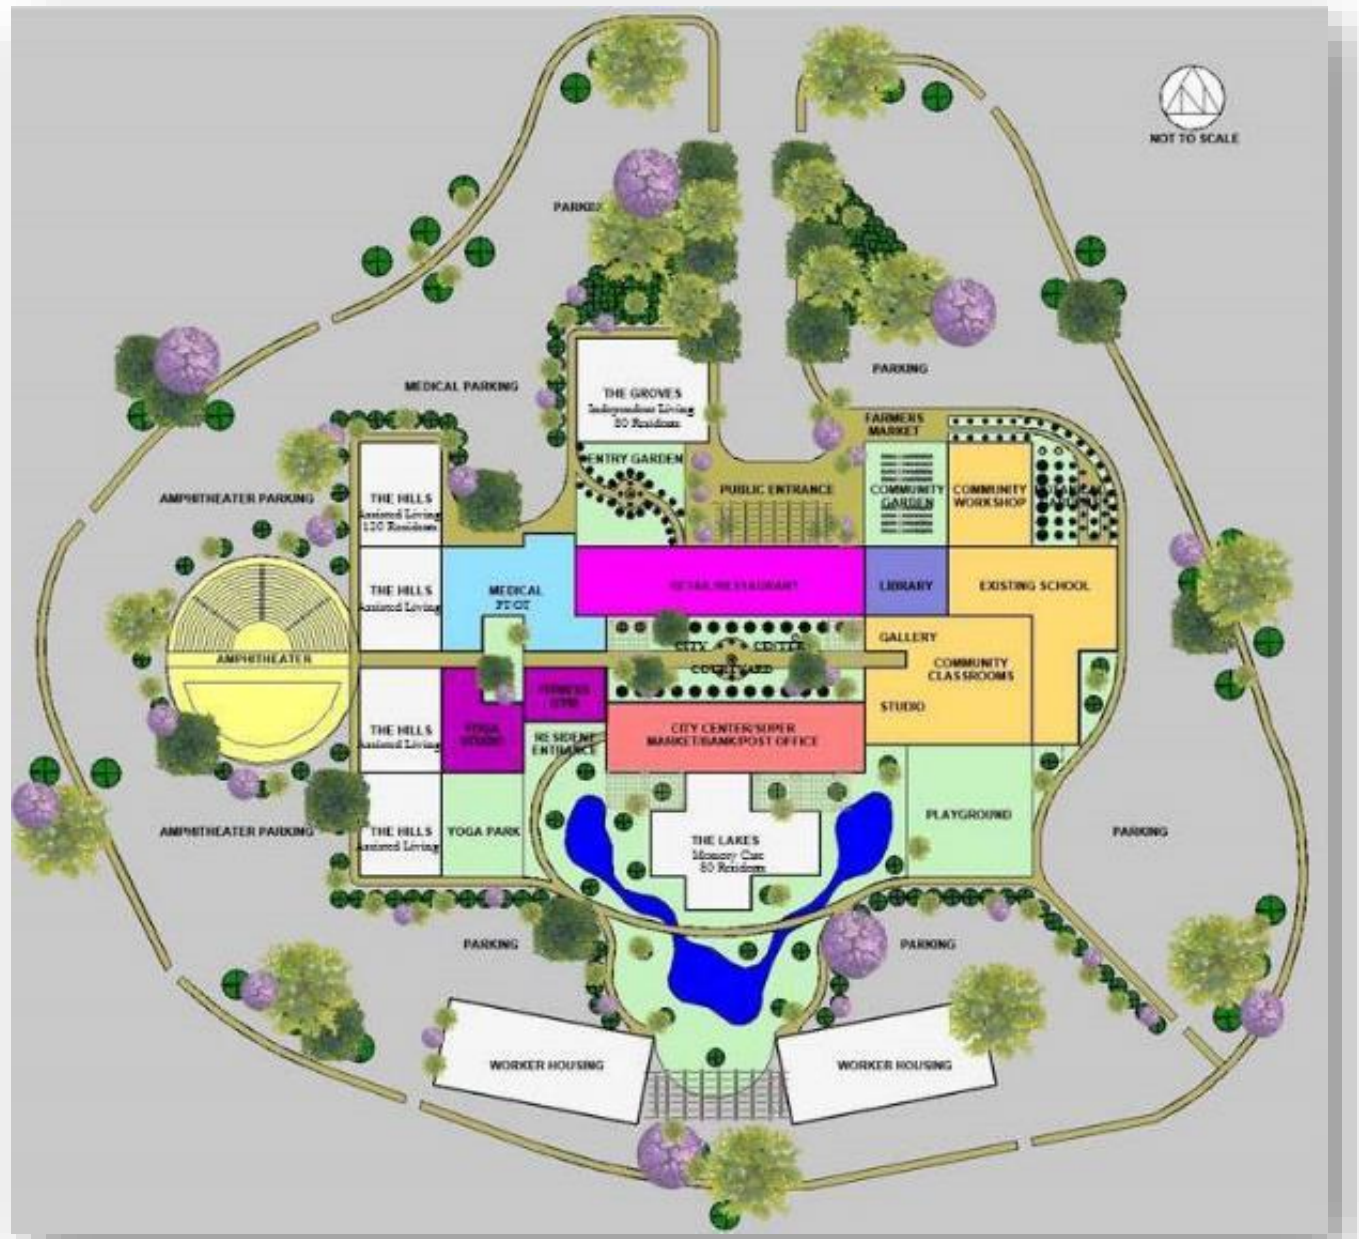 NOT TO SCALE
PARKING
PARKING
MEDICAL PARKING
THE GROVES
Independent Living
80 Residents
FARMERS
MARKET
ENTRY GARDEN
PUBLIC ENTRANCE
COMMUNITY
GARDEN
COMMUNITY
WORKSHOP
AMPHITHEATER PARKING
THE HILLS
Assisted Living
120 Residents
THE HILLS
Assisted Living
MEDICAL
PT/OT
RETAIL/RESTAURANT
LIBRARY
EXISTING SCHOOL
AMPHITHEATER
CITY CENTER
COURTYARD
GALLERY
COMMUNITY
CLASSROOMS
STUDIO
THE HILLS
Assisted Living
YOGA
STUDIO
FITNESS
GYM
RESIDENT
ENTRANCE
CITY CENTER/SUPER
MARKET/BANK/POST OFFICE
AMPHITHEATER PARKING
THE HILLS
Assisted Living
YOGA PARK
THE LAKES
Memory Care
80 Residents
PLAYGROUND
PARKING
PARKING
PARKING
WORKER HOUSING
WORKER HOUSING